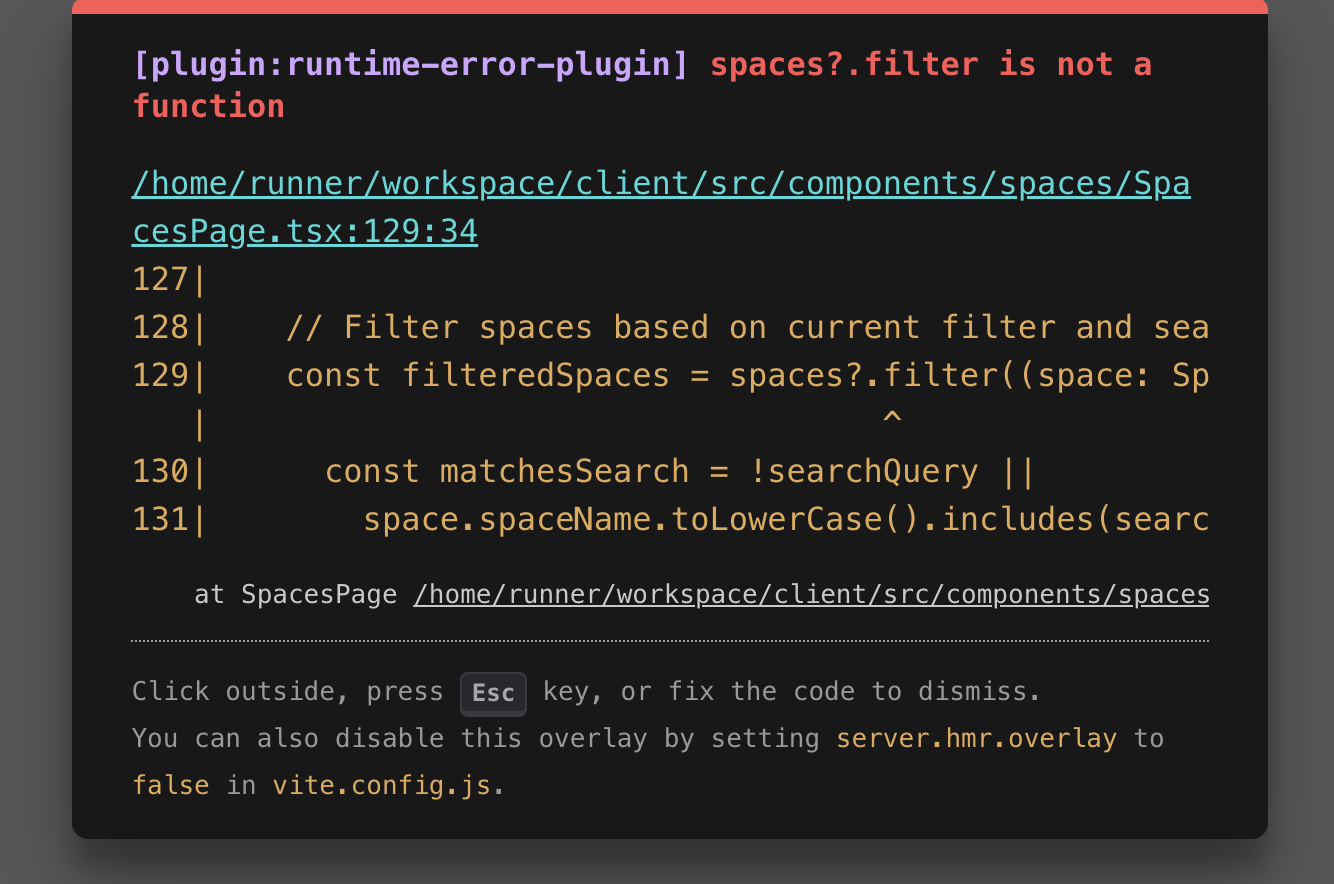 [plugin:runtime-error-plugin] spaces?.filter is not a
function
/home/runner/workspace/client/src/components/spaces/Spa
cesPage.tsx:129:34
127|
128|    // Filter spaces based on current filter and sea
129|    const filteredSpaces = spaces?.filter((space: Sp
   |                                   ^
130|      const matchesSearch = !searchQuery ||
131|        space.spaceName.toLowerCase().includes(searc
at SpacesPage /home/runner/workspace/client/src/components/spaces
Click outside, press Esc key, or fix the code to dismiss.
You can also disable this overlay by setting server.hmr.overlay to
false in vite.config.js.